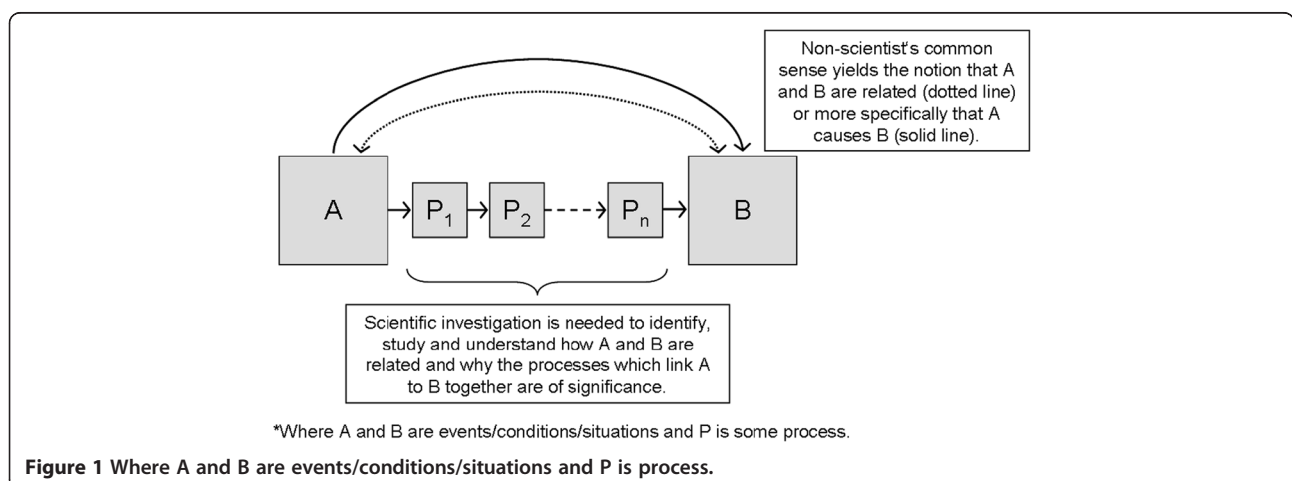 Non-scientist's common
sense yields the notion that A
and B are related (dotted line)
or more specifically that A
causes B (solid line).
A
P1
P2
Pn
B
Scientific investigation is needed to identify,
study and understand how A and B are
related and why the processes which link A
to B together are of significance.
*Where A and B are events/conditions/situations and P is some process.
Figure 1 Where A and B are events/conditions/situations and P is process.